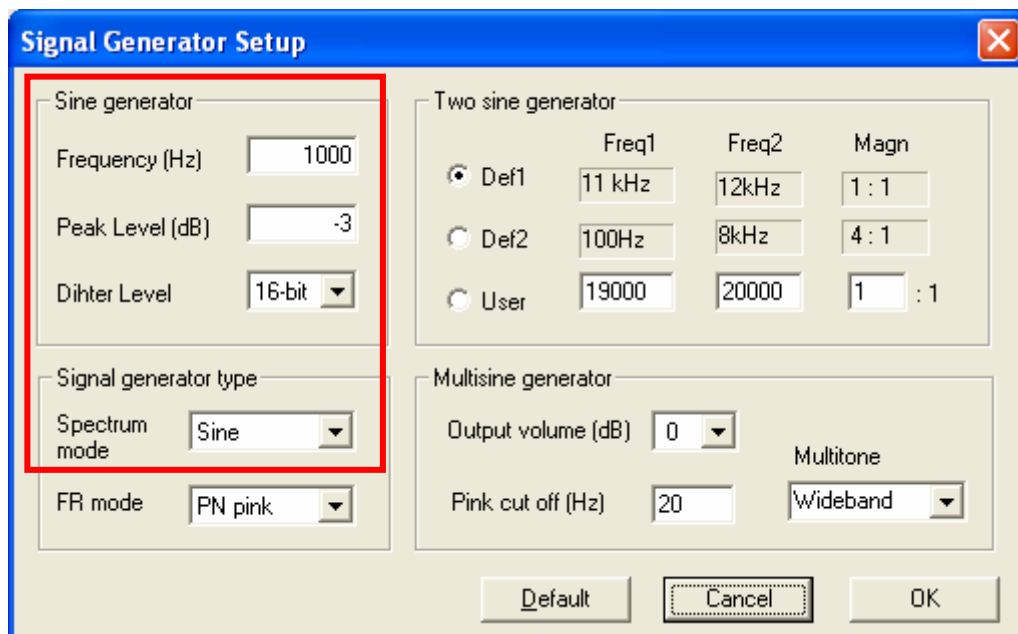 Signal Generator Setup
Sine generator
Frequency (Hz) 1000
Peak Level (dB) -3
Dihter Level 16-bit
Two sine generator
Freq1 Freq2 Magn
Def1 11 kHz 12kHz 1 : 1
Def2 100Hz 8kHz 4 : 1
User 19000 20000 1 : 1
Signal generator type
Spectrum mode Sine
FR mode PN pink
Multisine generator
Output volume (dB) 0
Multitone
Pink cut off (Hz) 20 Wideband
Default Cancel OK